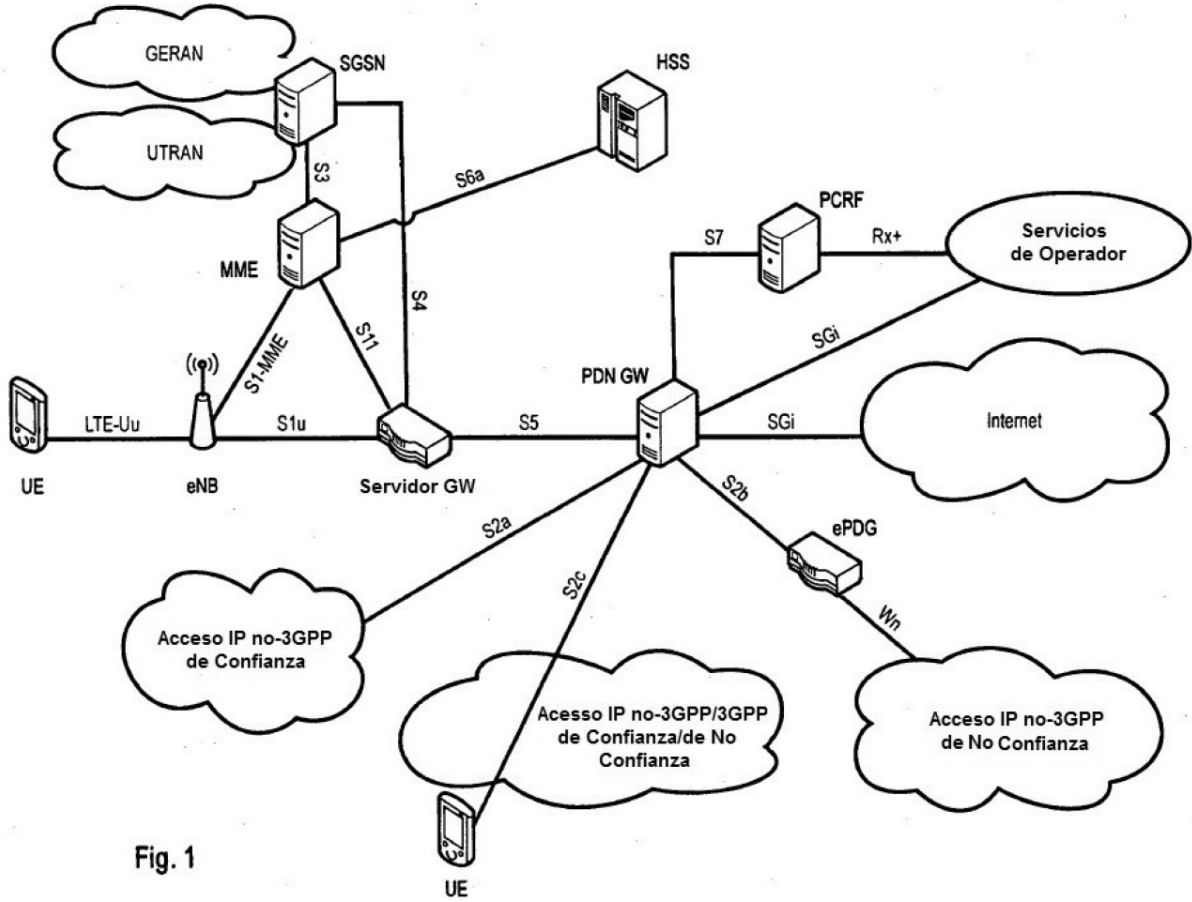 GERAN
SGSN
HSS
UTRAN
S3
S6a
PCRF
S7
Rx+
Servicios
de Operador
MME
S4
S11
S1-MME
SGi
PDN GW
LTE-Uu
S1u
S5
SGi
Internet
UE
eNB
Servidor GW
S2b
S2a
ePDG
S2c
Wn
Acceso IP no-3GPP
de Confianza
Acesso IP no-3GPP/3GPP
de Confianza/de No
Confianza
Acceso IP no-3GPP
de No Confianza
Fig. 1
UE